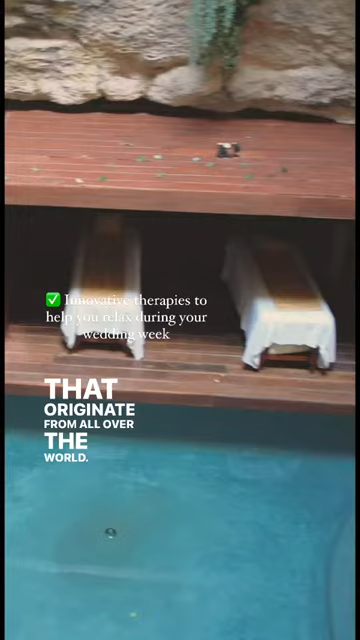 ✅ Innovative therapies to
help you relax during your
wedding week
THAT
ORIGINATE
FROM ALL OVER
THE
WORLD.